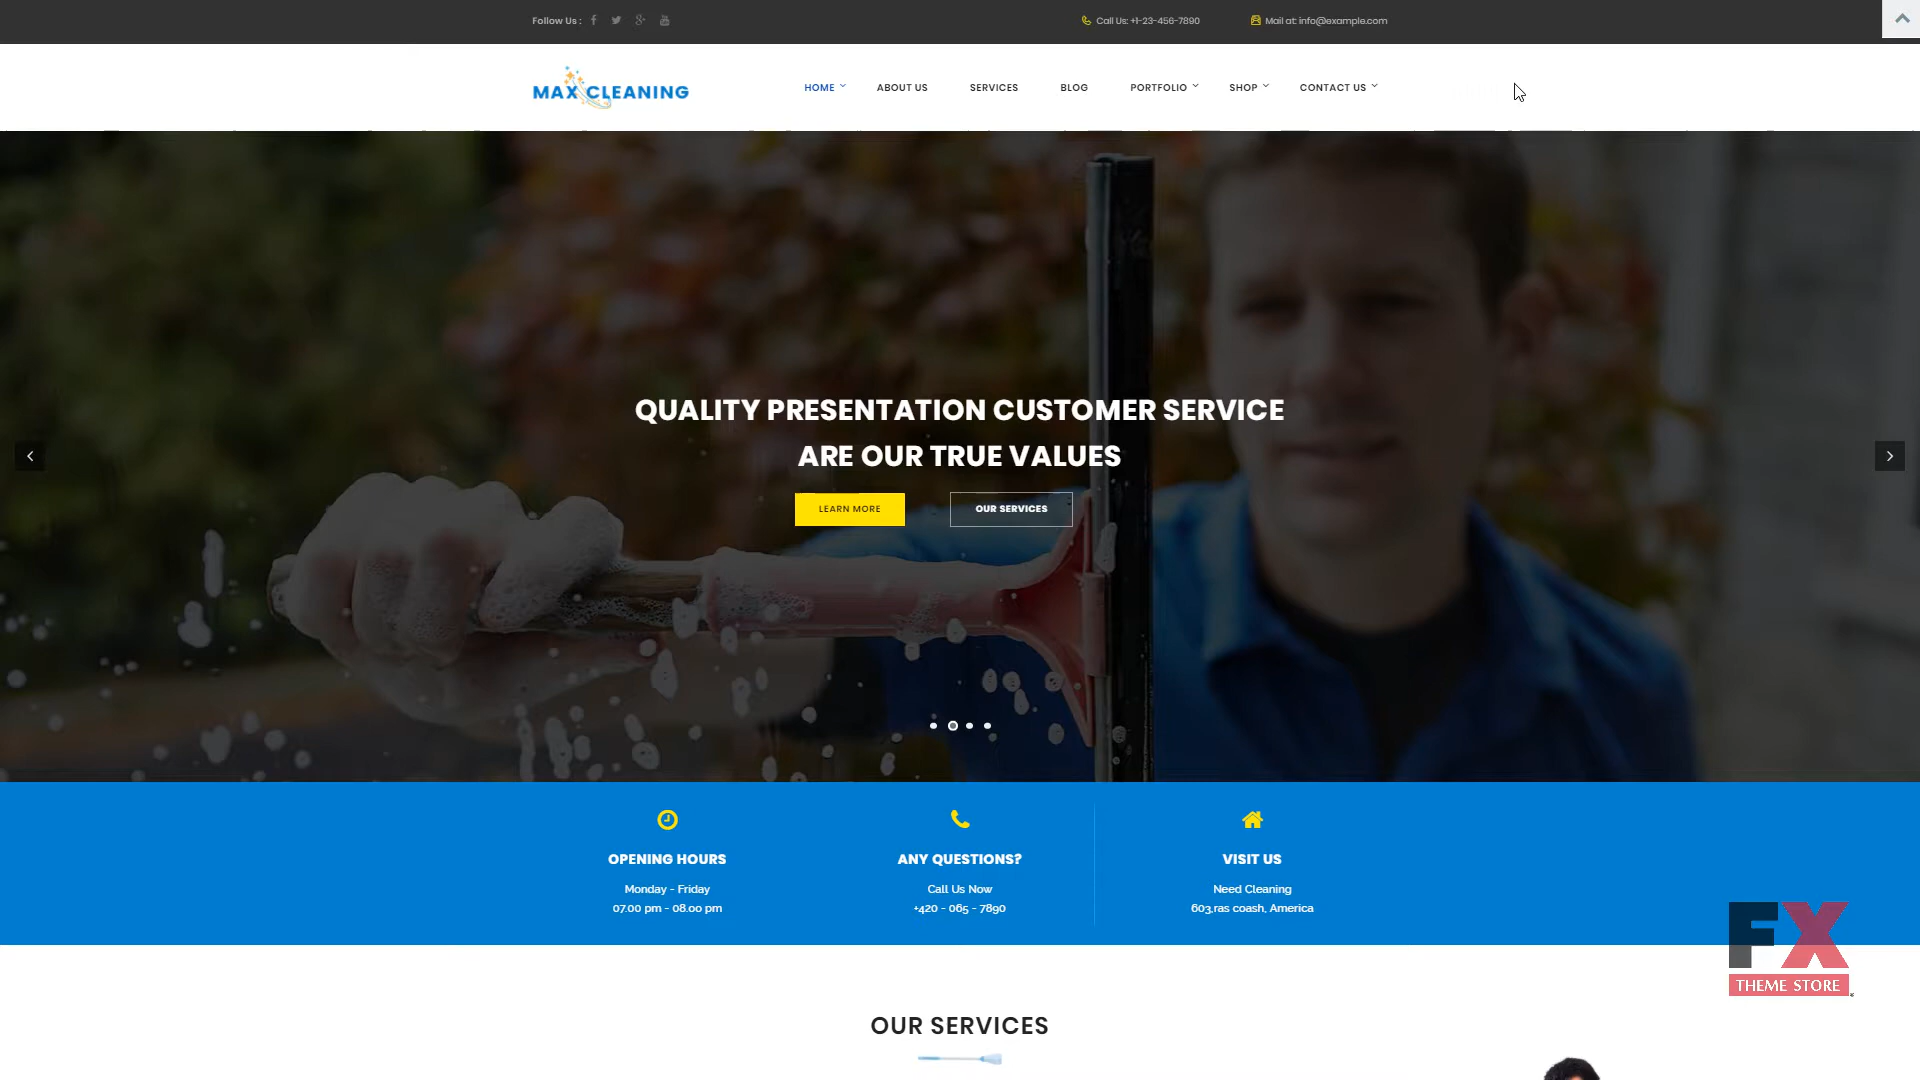 Follow Us :
Call Us: +1-23-456-7890
Mail at: info@example.com
MAX CLEANING
HOME
ABOUT US
SERVICES
BLOG
PORTFOLIO
SHOP
CONTACT US
QUALITY PRESENTATION CUSTOMER SERVICE
ARE OUR TRUE VALUES
LEARN MORE
OUR SERVICES
OPENING HOURS
Monday - Friday
07.00 pm - 08.00 pm
ANY QUESTIONS?
Call Us Now
+420 - 065 - 7890
VISIT US
Need Cleaning
603,ras coash, America
FX
THEME STORE
OUR SERVICES